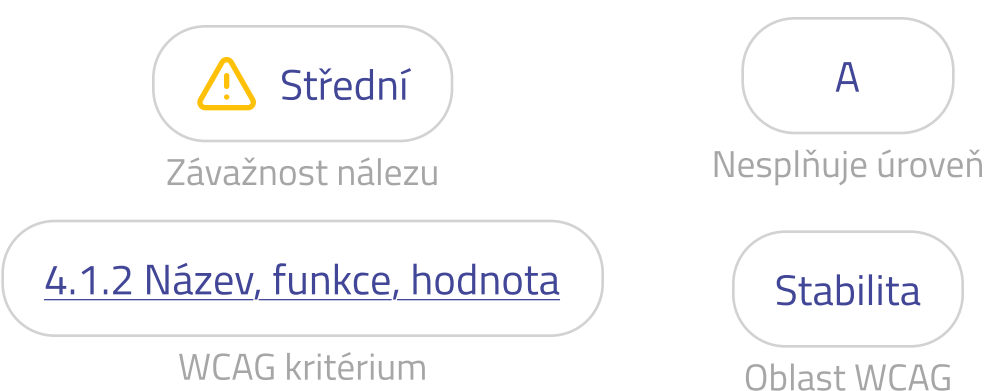 Střední
Závažnost nálezu
A
Nesplňuje úroveň
4.1.2 Název, funkce, hodnota
WCAG kritérium
Stabilita
Oblast WCAG